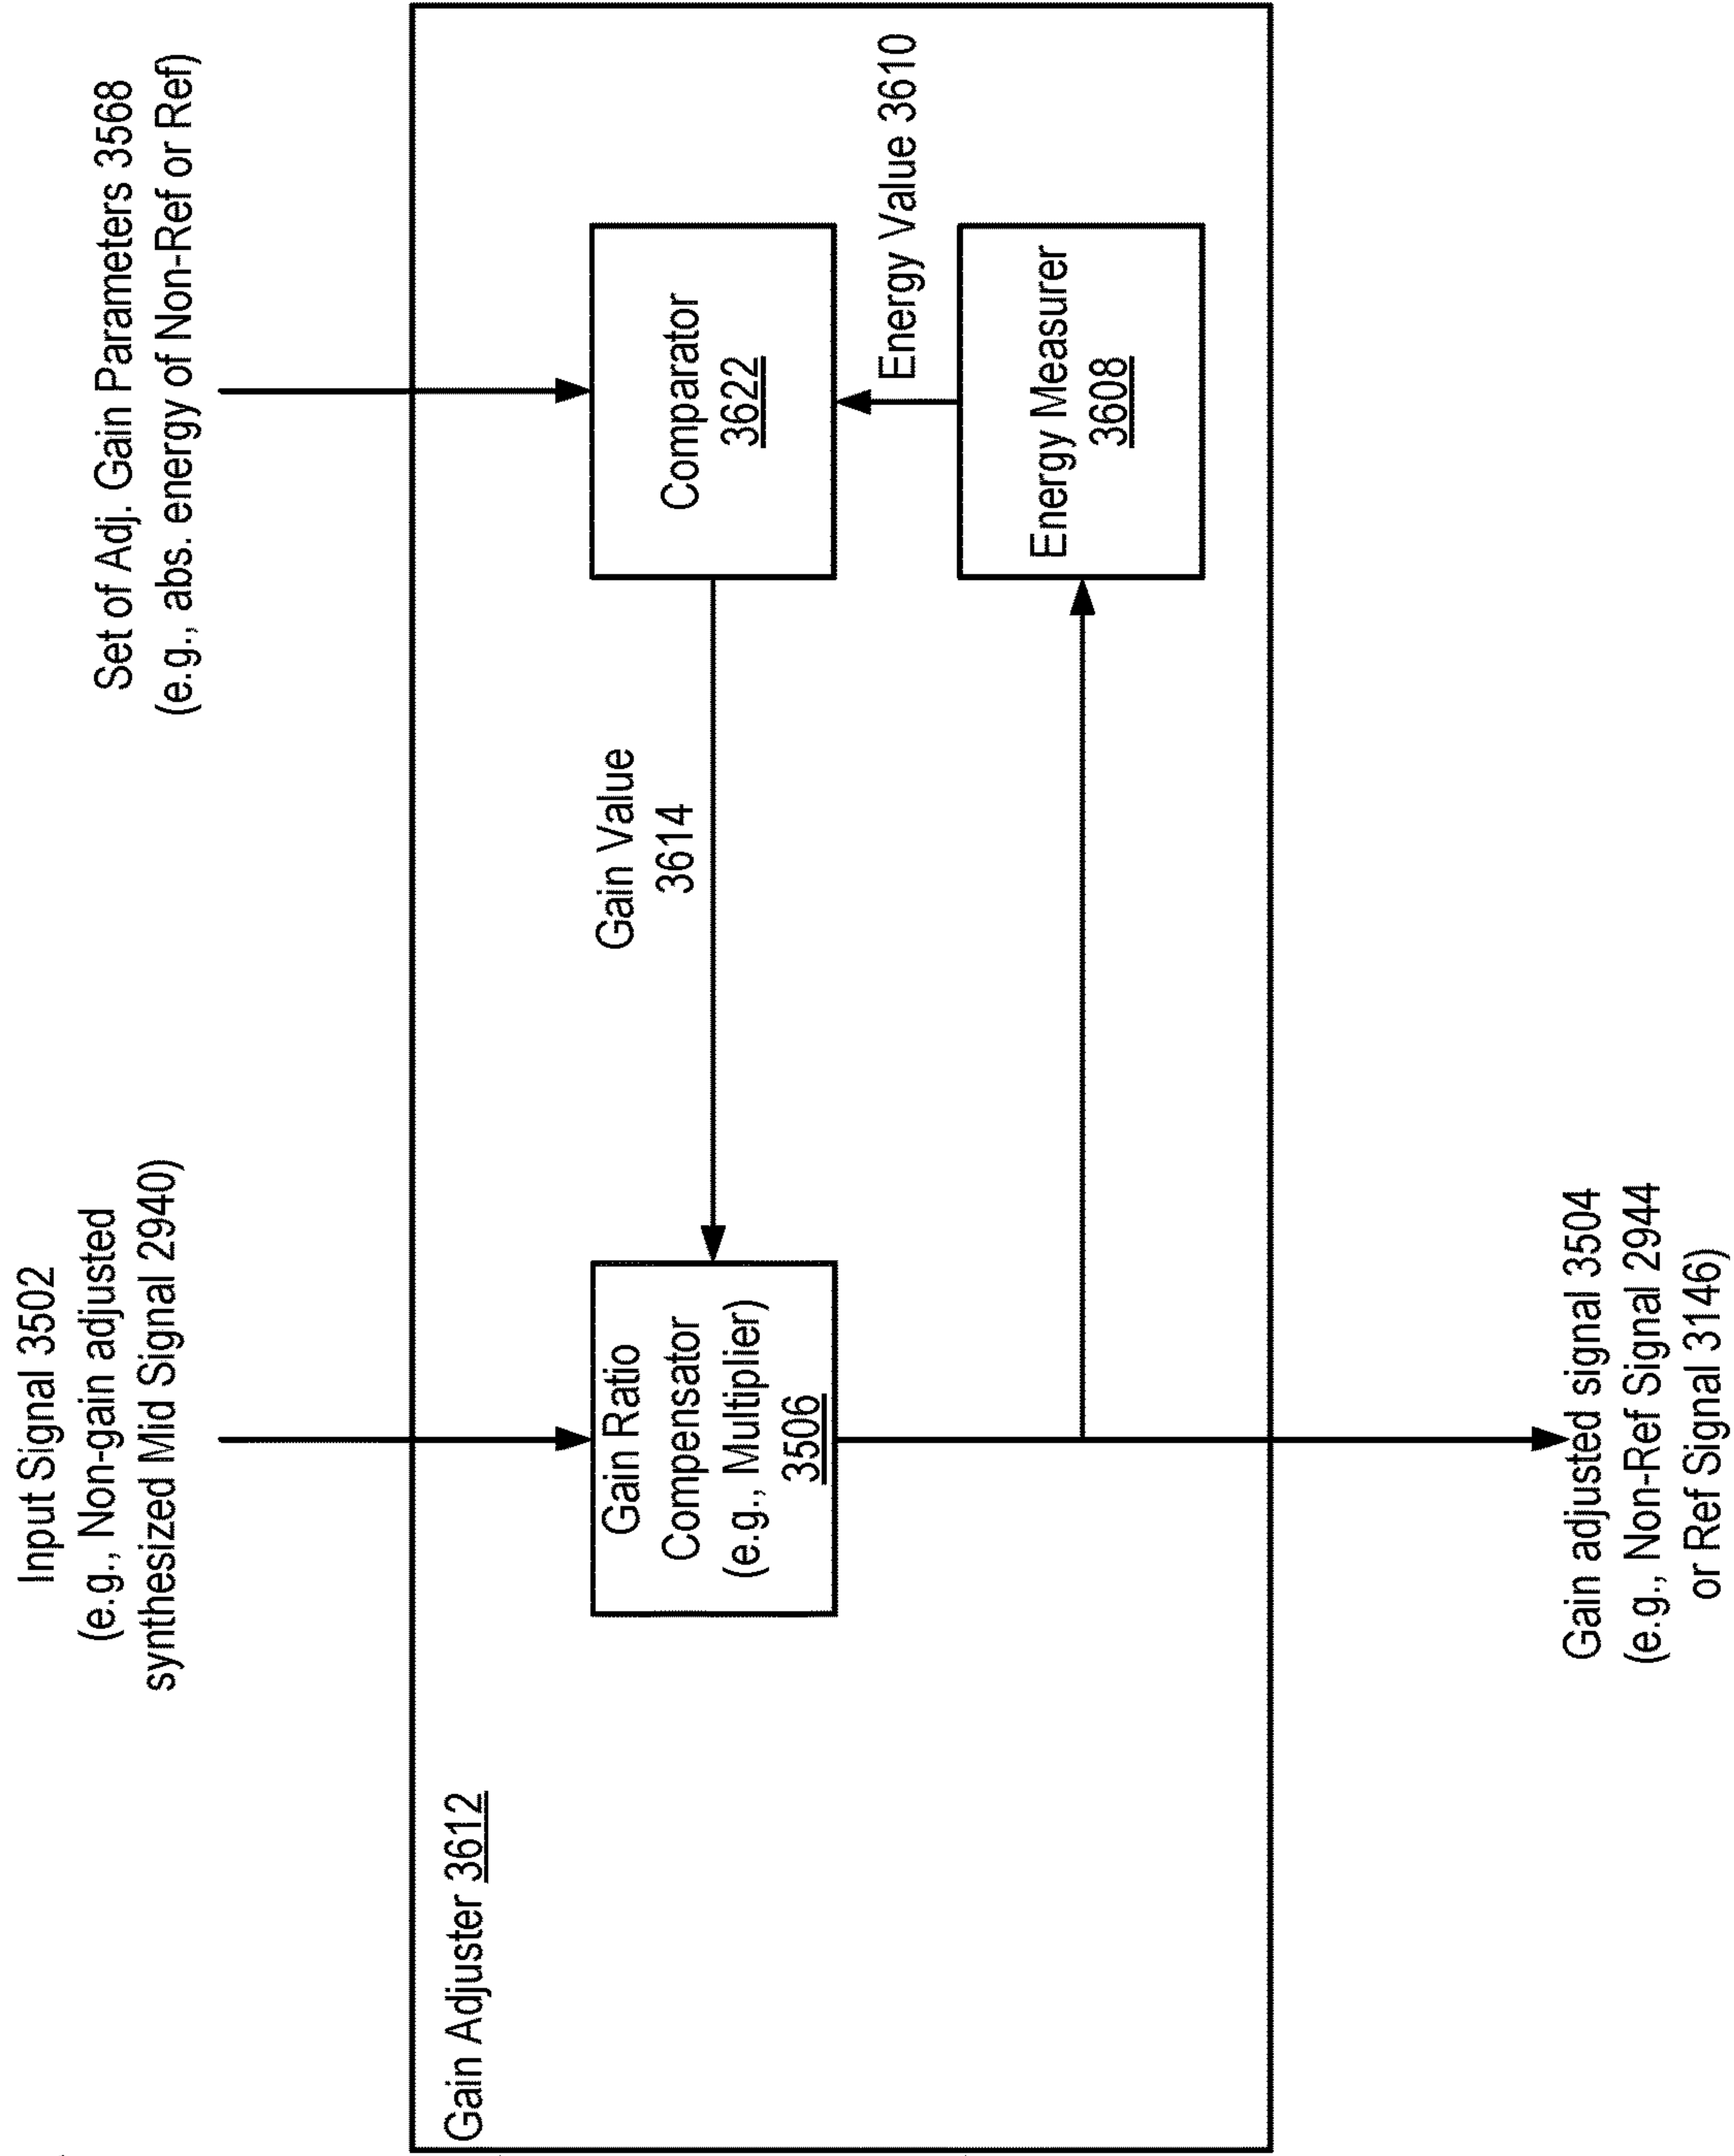 Input Signal 3502
(e.g., Non-gain adjusted
synthesized Mid Signal 2940)
Set of Adj. Gain Parameters 3568
(e.g., abs. energy of Non-Ref or Ref)
Gain Adjuster 3612
Gain Ratio
Compensator
(e.g., Multiplier)
3506
Gain Value
3614
Comparator
3622
Energy Value 3610
Energy Measurer
3608
Gain adjusted signal 3504
(e.g., Non-Ref Signal 2944
or Ref Signal 3146)